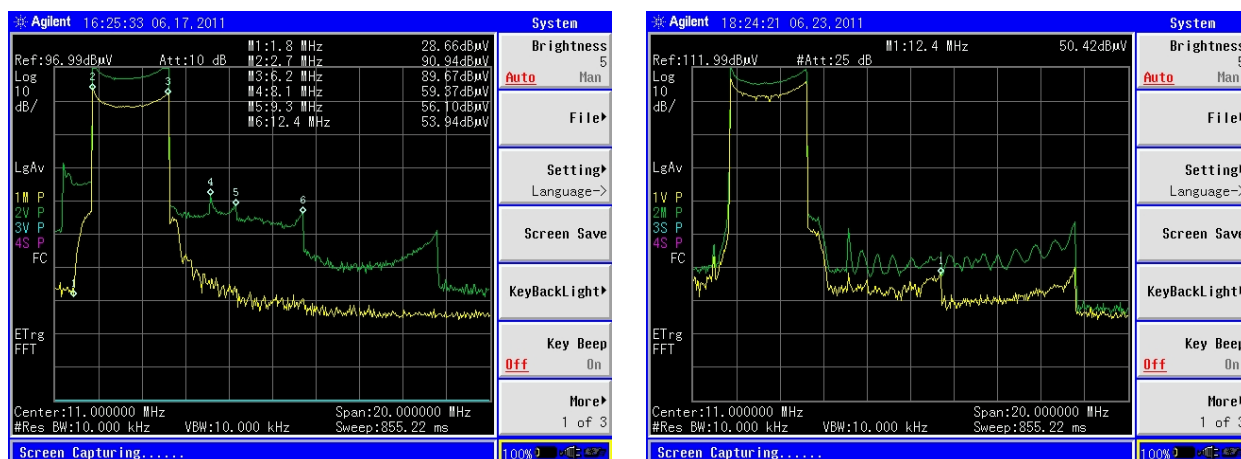 Agilent 16:25:33 06,17,2011 System
M1:1.8 MHz 28.66dBµV
Ref:96.99dBµV Att:10 dB M2:2.7 MHz 90.94dBµV
M3:6.2 MHz 89.67dBµV
M4:8.1 MHz 59.37dBµV
M5:9.3 MHz 56.10dBµV
M6:12.4 MHz 53.94dBµV
Log
10
dB/
2
3
4
5
6
LgAv
1M P
2V P
3V P
4S P
FC
ETrg
FFT
Center:11.000000 MHz Span:20.000000 MHz
#Res BW:10.000 kHz VBW:10.000 kHz Sweep:855.22 ms
Screen Capturing......
Brightness
5
Auto Man
File
Setting
Language->
Screen Save
KeyBackLight
Key Beep
Off On
More
1 of 3
100%
Agilent 18:24:21 06,23,2011 System
M1:12.4 MHz 50.42dBµV
Ref:111.99dBµV #Att:25 dB
Log
10
dB/
1
LgAv
1V P
2M P
3S P
4S P
FC
ETrg
FFT
Center:11.000000 MHz Span:20.000000 MHz
#Res BW:10.000 kHz VBW:10.000 kHz Sweep:855.22 ms
Screen Capturing......
Brightness
5
Auto Man
File
Setting
Language->
Screen Save
KeyBackLight
Key Beep
Off On
More
1 of 3
100%